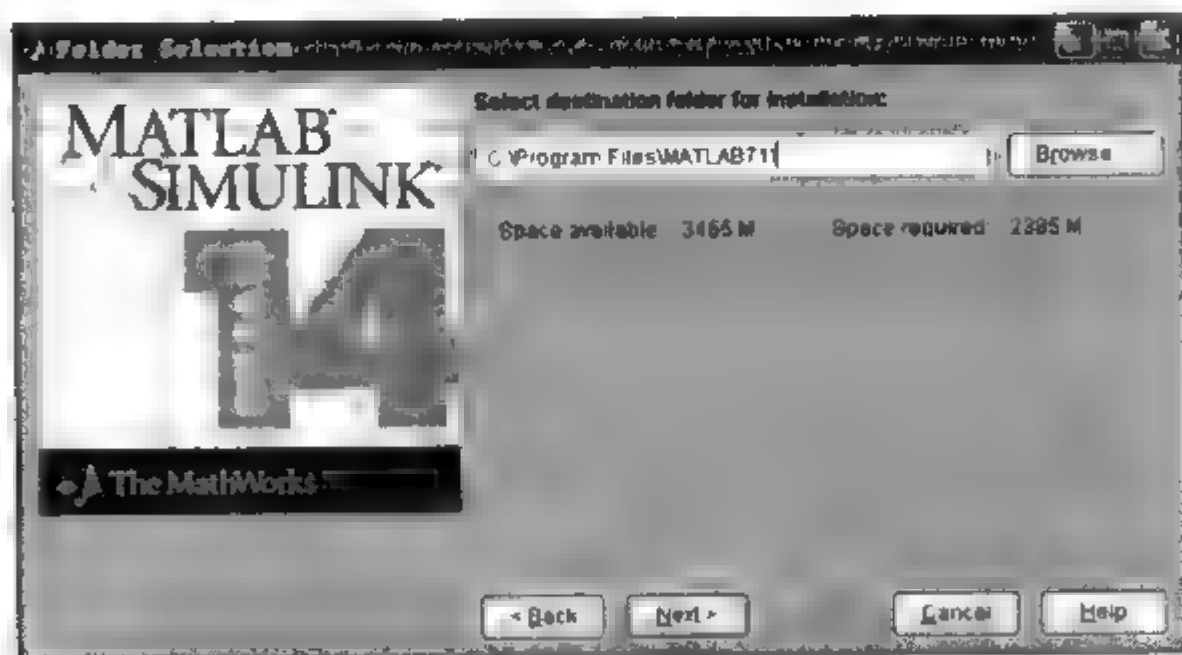 Folder Selection
MATLAB
SIMULINK
14
The MathWorks
Select destination folder for installation:
C:\Program Files\MATLAB711
Browse
Space available 3465 M Space required: 2385 M
< Back Next > Cancel Help